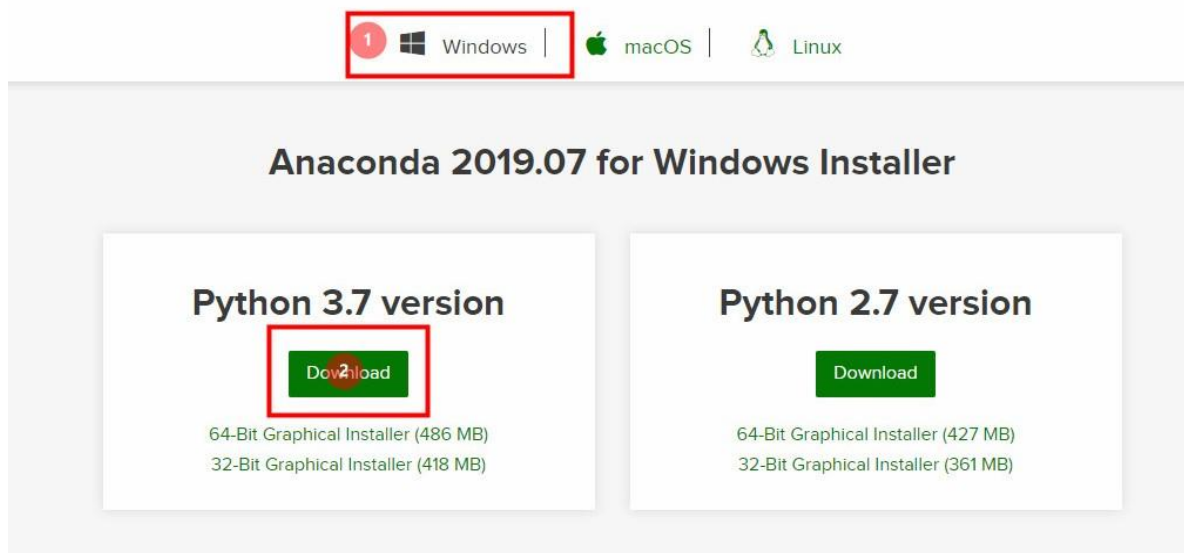 1 Windows | macOS | Linux
Anaconda 2019.07 for Windows Installer
Python 3.7 version
Download
2
64-Bit Graphical Installer (486 MB)
32-Bit Graphical Installer (418 MB)
Python 2.7 version
Download
64-Bit Graphical Installer (427 MB)
32-Bit Graphical Installer (361 MB)